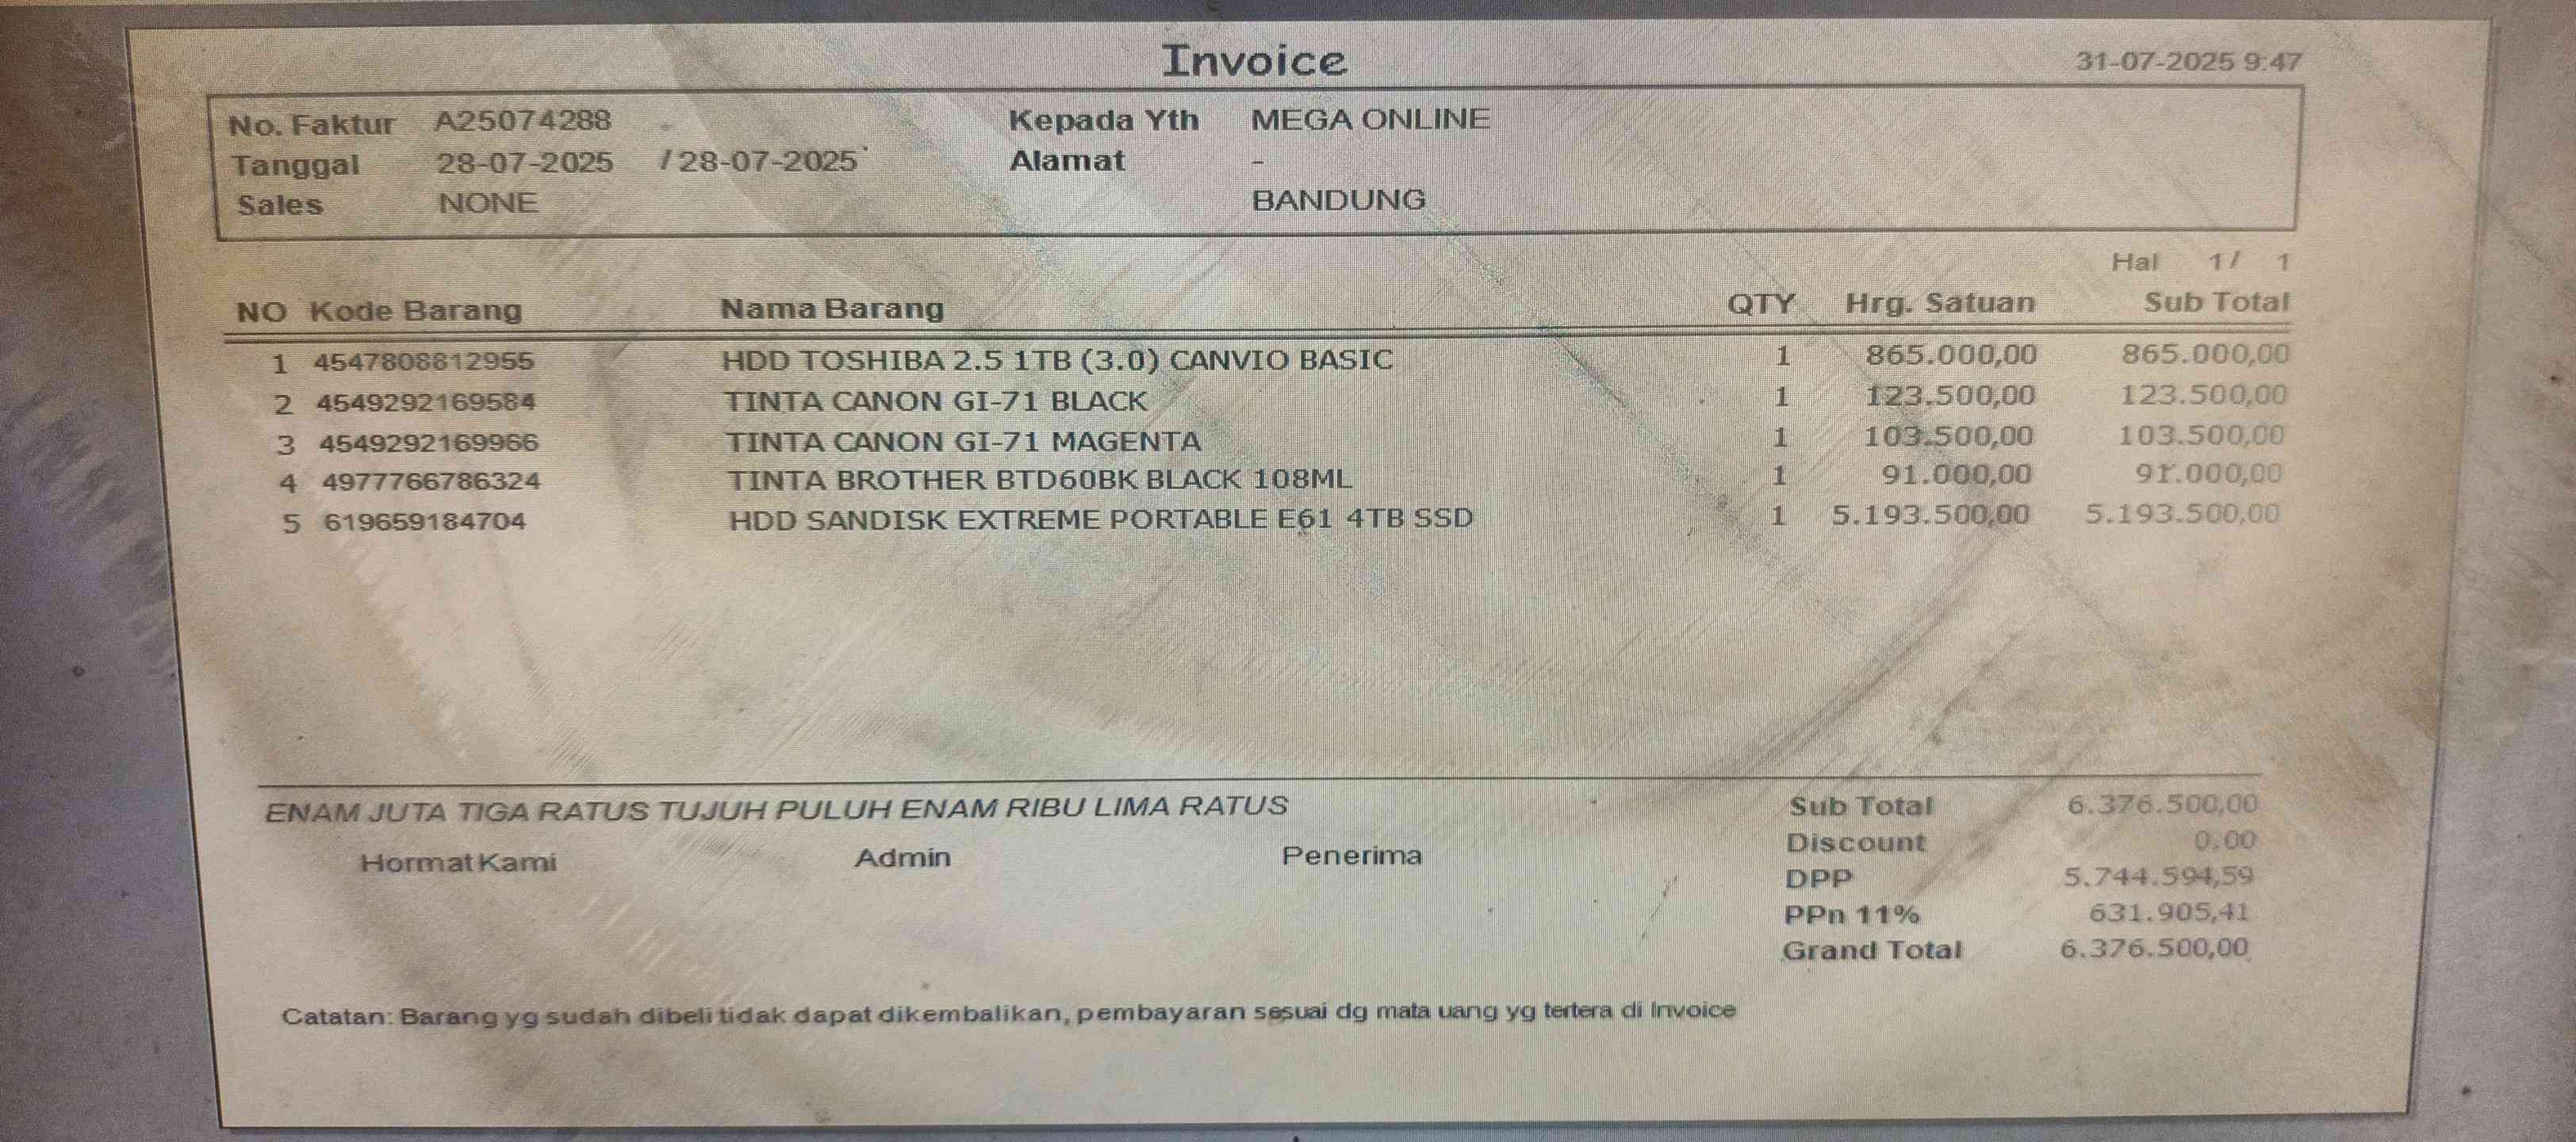 Invoice
31-07-2025 9:47
No. Faktur A25074288 Kepada Yth MEGA ONLINE
Tanggal 28-07-2025 / 28-07-2025 Alamat -
Sales NONE BANDUNG
Hal 1 / 1
NO Kode Barang Nama Barang QTY Hrg. Satuan Sub Total
1 4547808812955 HDD TOSHIBA 2.5 1TB (3.0) CANVIO BASIC 1 865.000,00 865.000,00
2 4549292169584 TINTA CANON GI-71 BLACK 1 123.500,00 123.500,00
3 4549292169966 TINTA CANON GI-71 MAGENTA 1 103.500,00 103.500,00
4 4977766786324 TINTA BROTHER BTD60BK BLACK 108ML 1 91.000,00 91.000,00
5 619659184704 HDD SANDISK EXTREME PORTABLE E61 4TB SSD 1 5.193.500,00 5.193.500,00
ENAM JUTA TIGA RATUS TUJUH PULUH ENAM RIBU LIMA RATUS
Hormat Kami Admin Penerima
Sub Total 6.376.500,00
Discount 0,00
DPP 5.744.594,59
PPn 11% 631.905,41
Grand Total 6.376.500,00
Catatan: Barang yg sudah dibeli tidak dapat dikembalikan, pembayaran sesuai dg mata uang yg tertera di Invoice